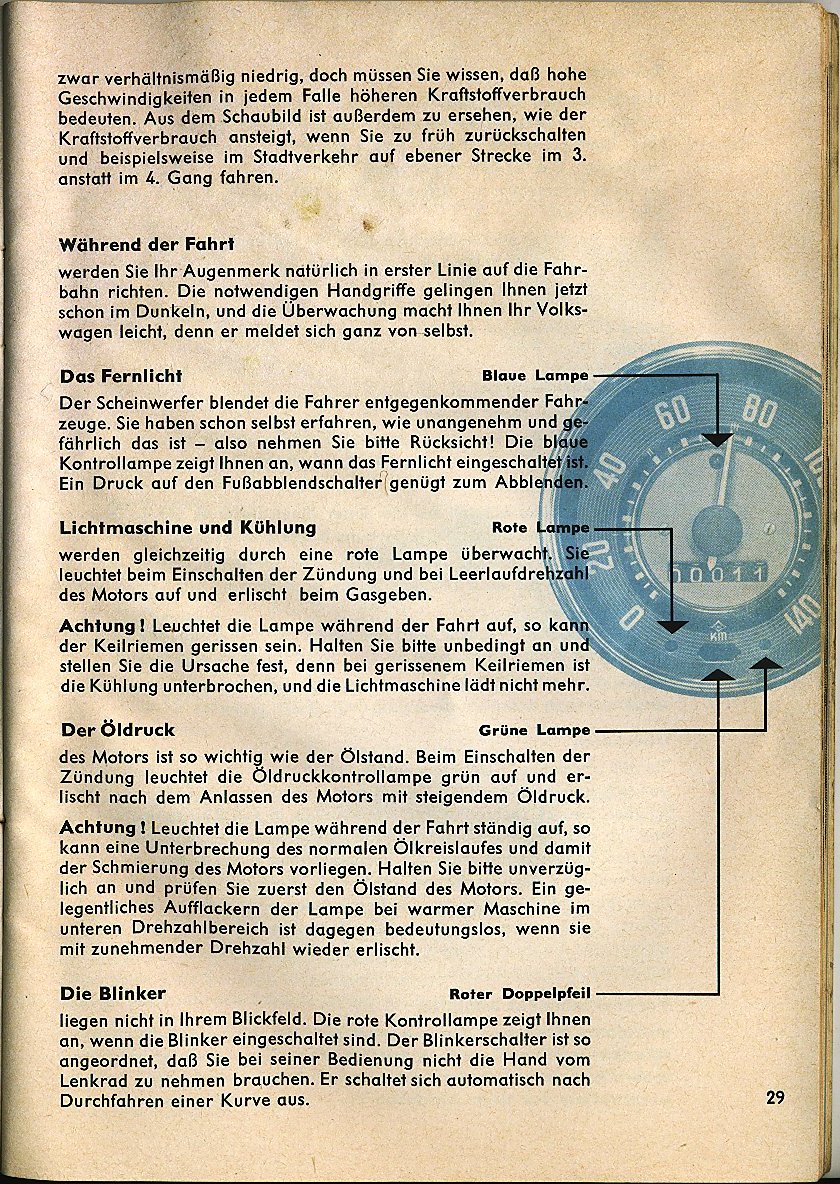 zwar verhältnismäßig niedrig, doch müssen Sie wissen, daß hohe
Geschwindigkeiten in jedem Falle höheren Kraftstoffverbrauch
bedeuten. Aus dem Schaubild ist außerdem zu ersehen, wie der
Kraftstoffverbrauch ansteigt, wenn Sie zu früh zurückschalten
und beispielsweise im Stadtverkehr auf ebener Strecke im 3.
anstatt im 4. Gang fahren.
Während der Fahrt
werden Sie Ihr Augenmerk natürlich in erster Linie auf die Fahr-
bahn richten. Die notwendigen Handgriffe gelingen Ihnen jetzt
schon im Dunkeln, und die Überwachung macht Ihnen Ihr Volks-
wagen leicht, denn er meldet sich ganz von selbst.
Das Fernlicht Blaue Lampe
Der Scheinwerfer blendet die Fahrer entgegenkommender Fahr-
zeuge. Sie haben schon selbst erfahren, wie unangenehm und ge-
fährlich das ist – also nehmen Sie bitte Rücksicht! Die blaue
Kontrollampe zeigt Ihnen an, wann das Fernlicht eingeschaltet ist.
Ein Druck auf den Fußabblendschalter genügt zum Abblenden.
Lichtmaschine und Kühlung Rote Lampe
werden gleichzeitig durch eine rote Lampe überwacht. Sie
leuchtet beim Einschalten der Zündung und bei Leerlaufdrehzahl
des Motors auf und erlischt beim Gasgeben.
Achtung! Leuchtet die Lampe während der Fahrt auf, so kann
der Keilriemen gerissen sein. Halten Sie bitte unbedingt an und
stellen Sie die Ursache fest, denn bei gerissenem Keilriemen ist
die Kühlung unterbrochen, und die Lichtmaschine lädt nicht mehr.
Der Öldruck Grüne Lampe
des Motors ist so wichtig wie der Ölstand. Beim Einschalten der
Zündung leuchtet die Öldruckkontrollampe grün auf und er-
lischt nach dem Anlassen des Motors mit steigendem Öldruck.
Achtung! Leuchtet die Lampe während der Fahrt ständig auf, so
kann eine Unterbrechung des normalen Ölkreislaufes und damit
der Schmierung des Motors vorliegen. Halten Sie bitte unverzüg-
lich an und prüfen Sie zuerst den Ölstand des Motors. Ein ge-
legentliches Aufflackern der Lampe bei warmer Maschine im
unteren Drehzahlbereich ist dagegen bedeutungslos, wenn sie
mit zunehmender Drehzahl wieder erlischt.
Die Blinker Roter Doppelpfeil
liegen nicht in Ihrem Blickfeld. Die rote Kontrollampe zeigt Ihnen
an, wenn die Blinker eingeschaltet sind. Der Blinkerschalter ist so
angeordnet, daß Sie bei seiner Bedienung nicht die Hand vom
Lenkrad zu nehmen brauchen. Er schaltet sich automatisch nach
Durchfahren einer Kurve aus.
0
20
40
60
80
140
00011
KM
29